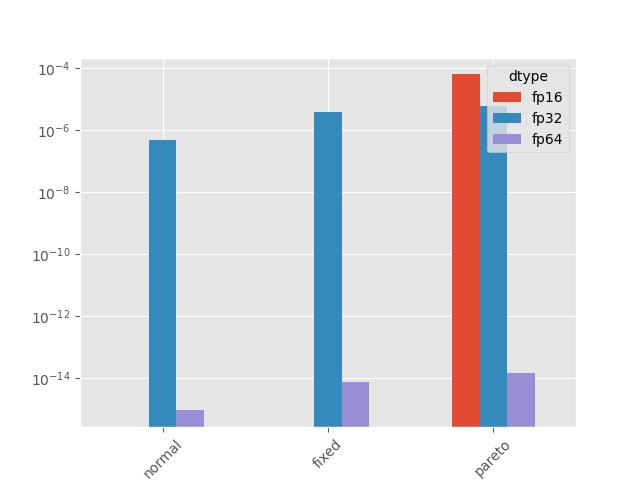 10⁻⁴
10⁻⁶
10⁻⁸
10⁻¹⁰
10⁻¹²
10⁻¹⁴
dtype
fp16
fp32
fp64
normal
fixed
pareto